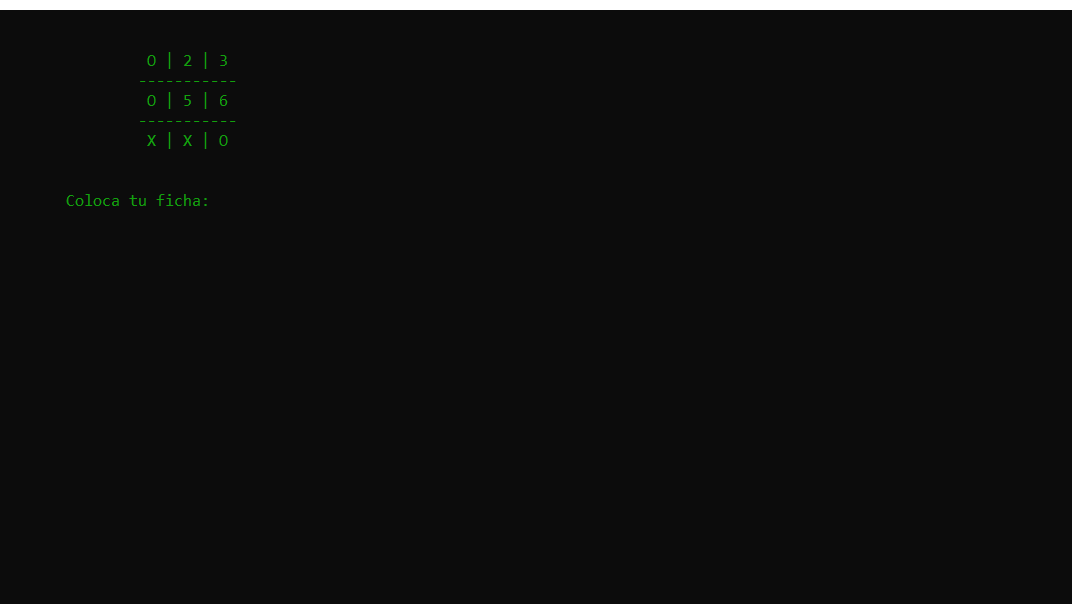 O | 2 | 3
-----------
O | 5 | 6
-----------
X | X | O
Coloca tu ficha: